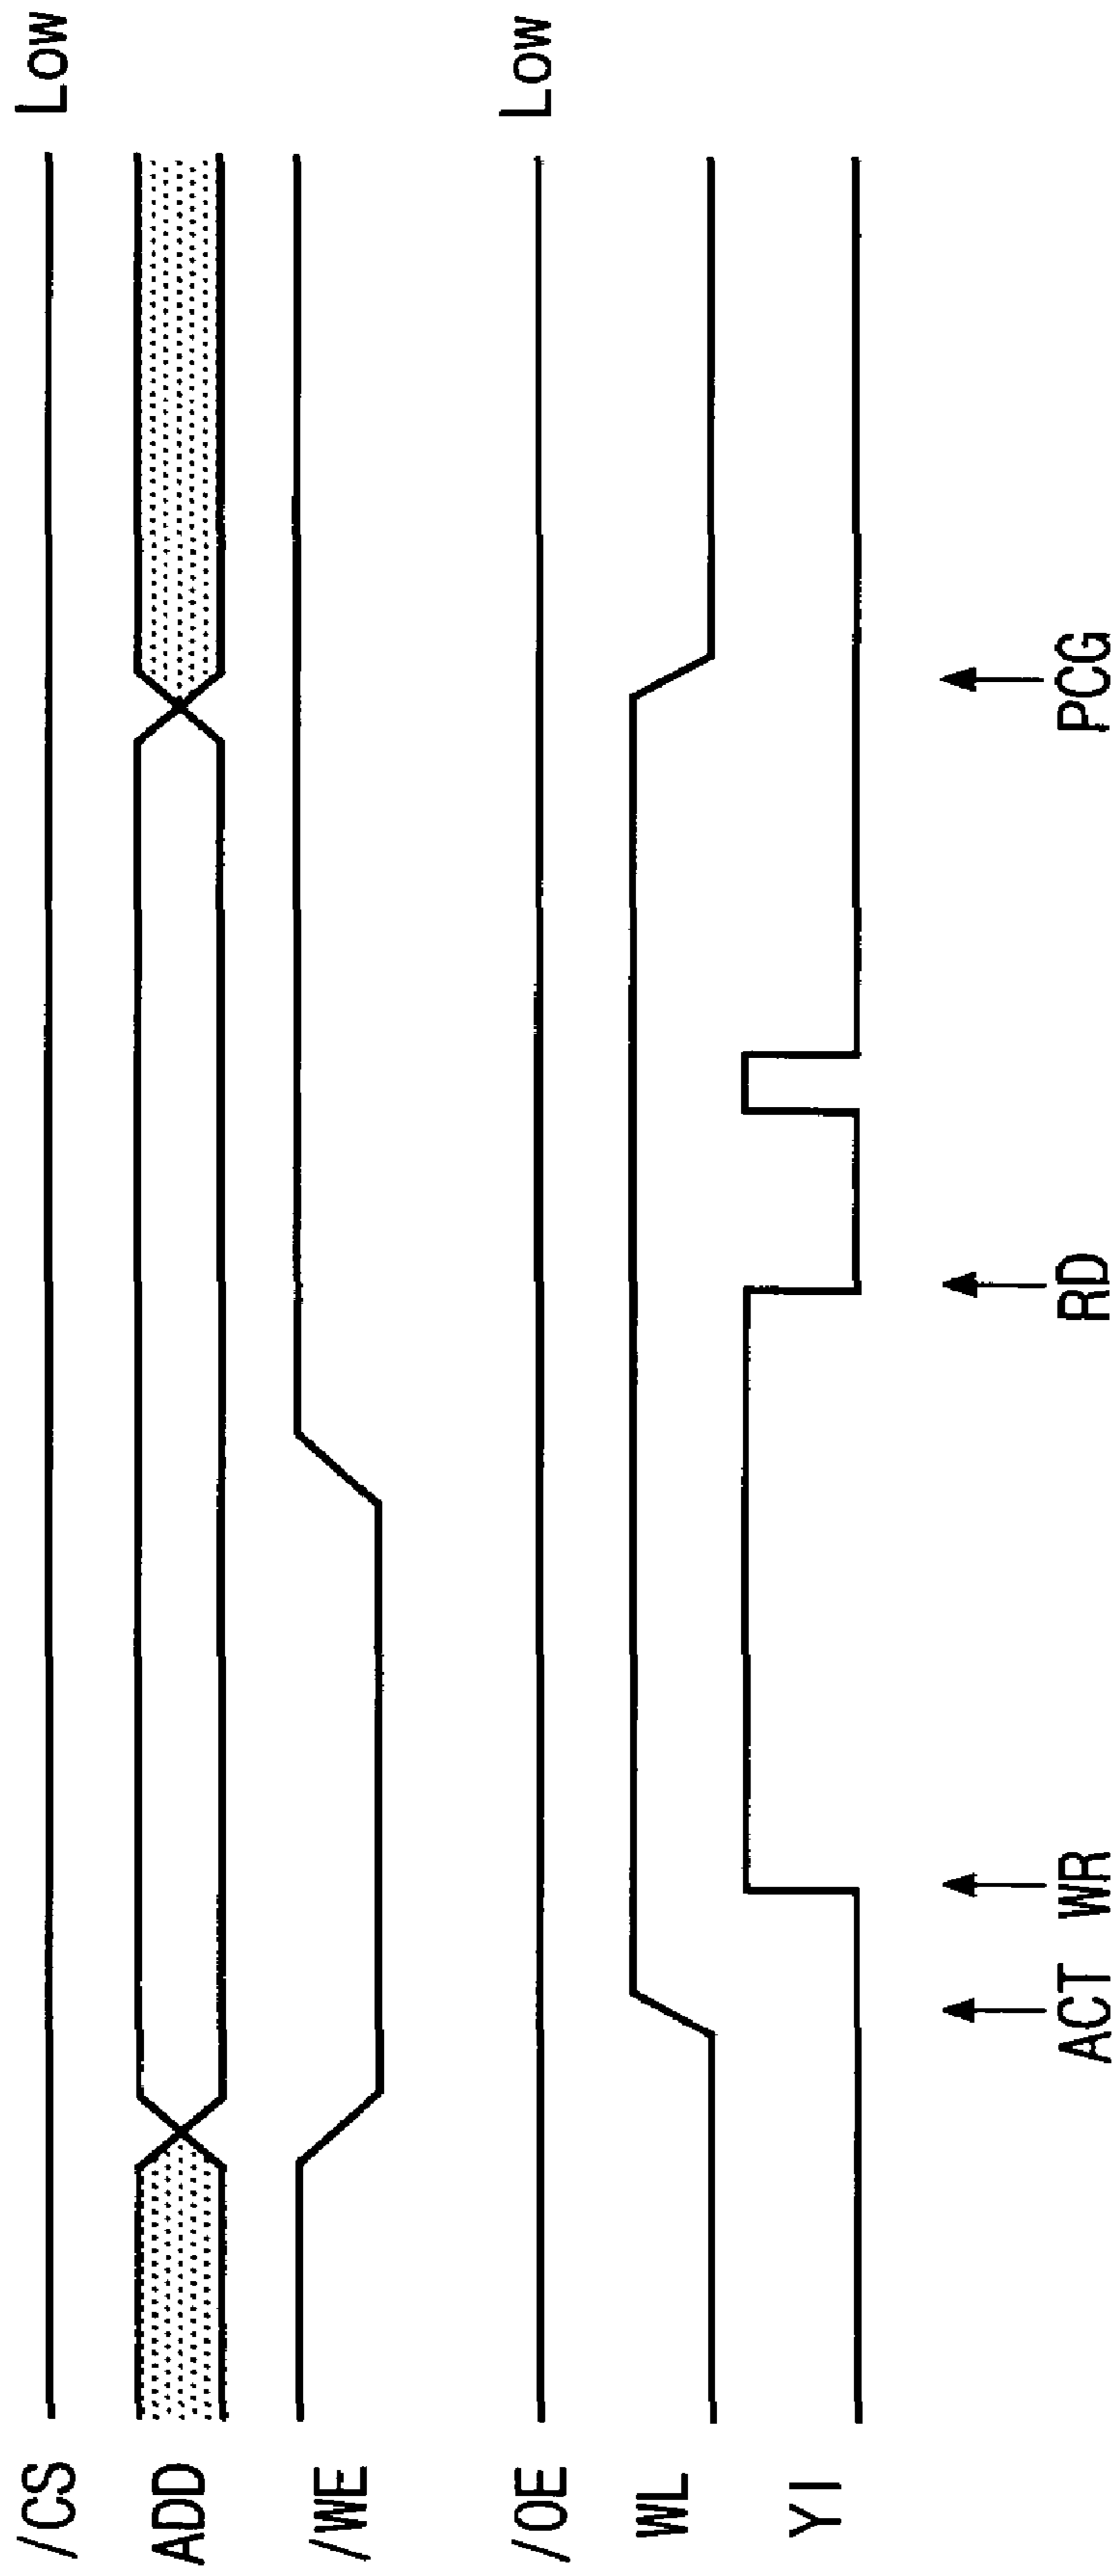 /CS Low
ADD
/WE
/OE Low
WL
YI
ACT WR RD PCG